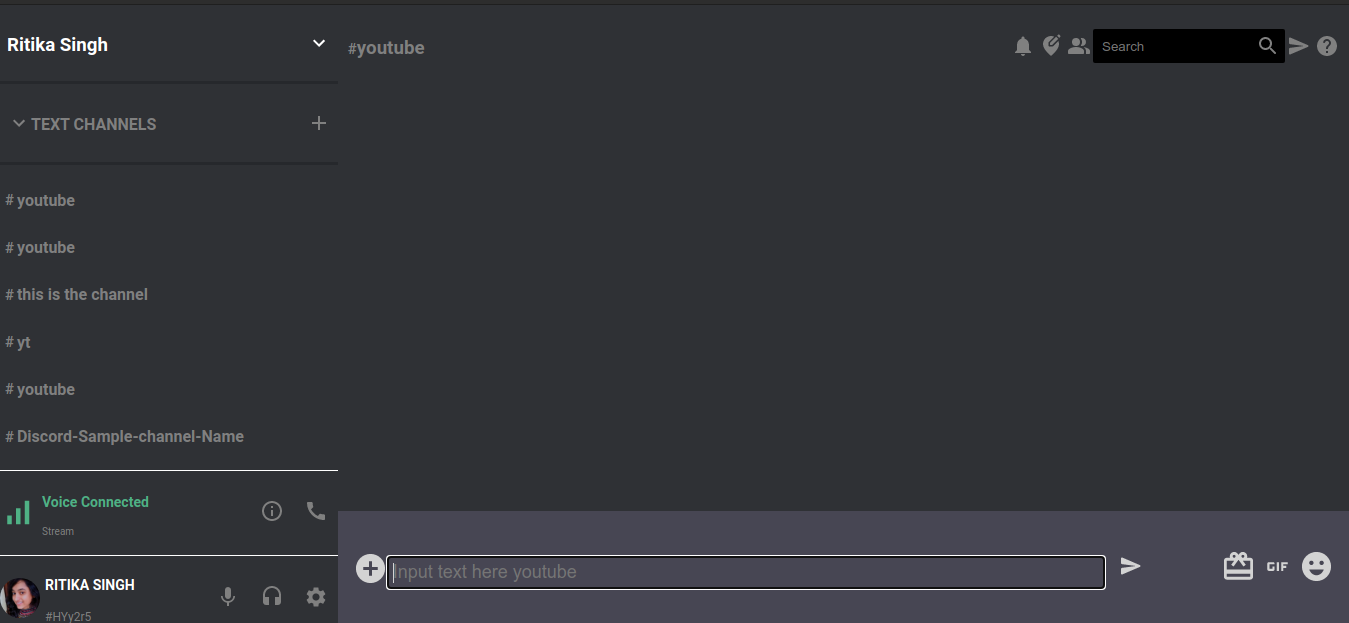 Ritika Singh
#youtube
Search
TEXT CHANNELS
# youtube
# youtube
# this is the channel
# yt
# youtube
# Discord-Sample-channel-Name
Voice Connected
Stream
Input text here youtube
GIF
RITIKA SINGH
#HYy2r5